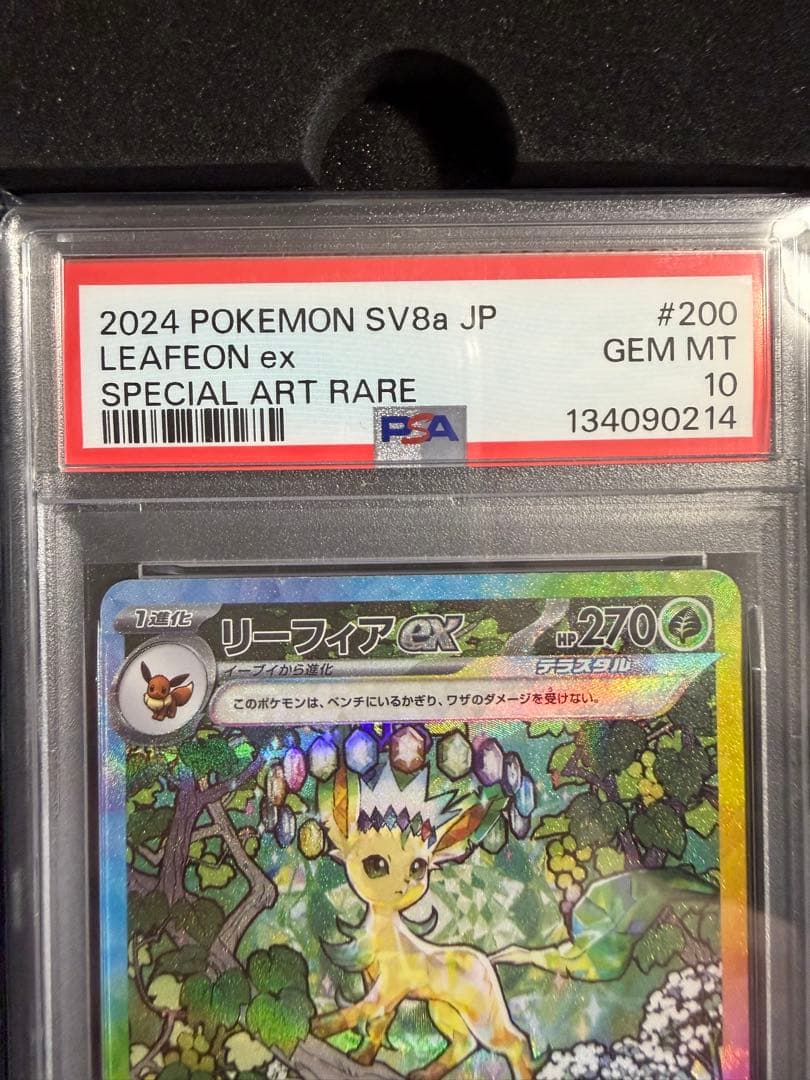 2024 POKEMON SV8a JP #200
LEAFEON ex GEM MT
SPECIAL ART RARE 10
PSA 134090214
1進化 リーフィアex HP270
イーブイから進化 テラスタル
このポケモンは、ベンチにいるかぎり、ワザのダメージを受けない。